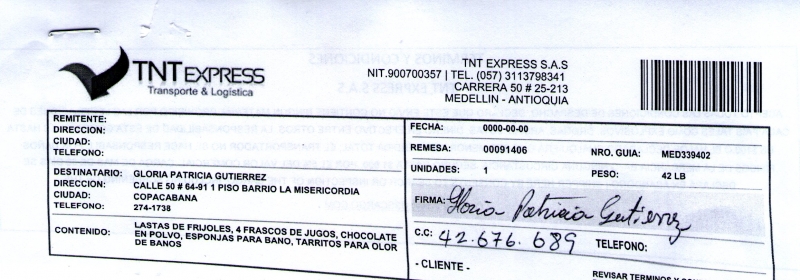 TNT EXPRESS
Transporte & Logística
TNT EXPRESS S.A.S
NIT.900700357 | TEL. (057) 3113798341
CARRERA 50 # 25-213
MEDELLIN - ANTIOQUIA
REMITENTE:
DIRECCION:
CIUDAD:
TELEFONO:
DESTINATARIO: GLORIA PATRICIA GUTIERREZ
DIRECCION: CALLE 50 # 64-91 1 PISO BARRIO LA MISERICORDIA
CIUDAD: COPACABANA
TELEFONO: 274-1738
CONTENIDO: LASTAS DE FRIJOLES, 4 FRASCOS DE JUGOS, CHOCOLATE
EN POLVO, ESPONJAS PARA BANO, TARRITOS PARA OLOR
DE BANOS
FECHA: 0000-00-00
REMESA: 00091406 NRO. GUIA: MED339402
UNIDADES: 1 PESO: 42 LB
FIRMA: Gloria Patricia Gutierrez
C.C: 42.676.689 TELEFONO:
- CLIENTE -
REVISAR TERMINOS Y